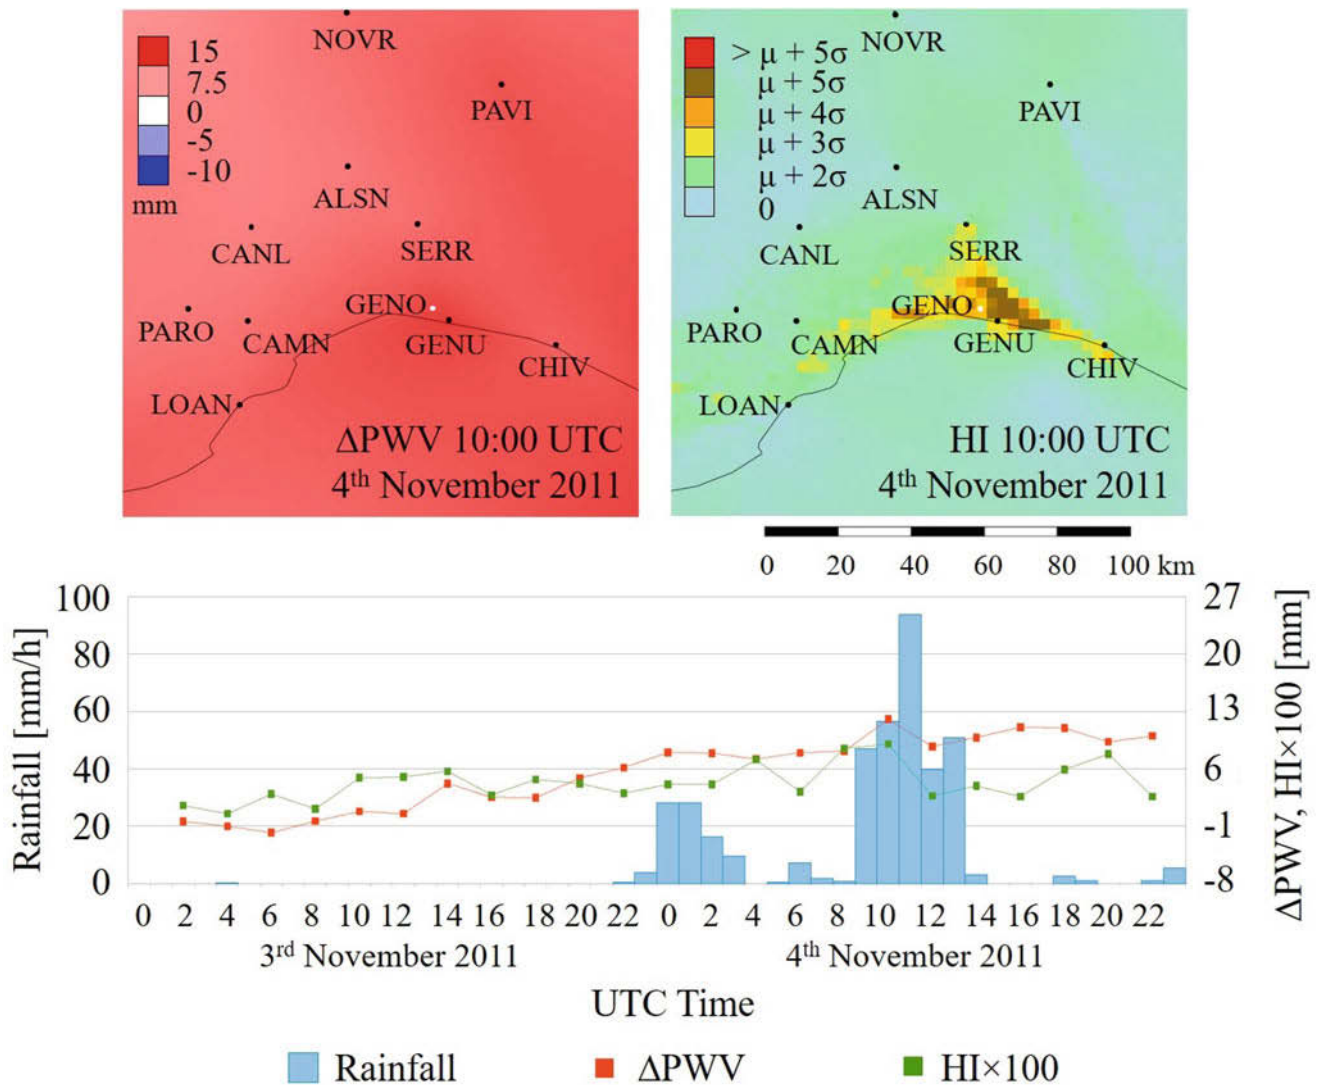 15
7.5
0
-5
-10
mm
NOVR
PAVI
ALSN
CANL
SERR
GENO
PARO
CAMN
GENU
CHIV
LOAN
ΔPWV 10:00 UTC
4th November 2011
> μ + 5σ
μ + 5σ
μ + 4σ
μ + 3σ
μ + 2σ
0
NOVR
PAVI
ALSN
CANL
SERR
GENO
PARO
CAMN
GENU
CHIV
LOAN
HI 10:00 UTC
4th November 2011
0 20 40 60 80 100 km
Rainfall [mm/h]
100
80
60
40
20
0
27
20
13
6
-1
-8
ΔPWV, HI×100 [mm]
0 2 4 6 8 10 12 14 16 18 20 22 0 2 4 6 8 10 12 14 16 18 20 22
3rd November 2011 4th November 2011
UTC Time
Rainfall ΔPWV HI×100